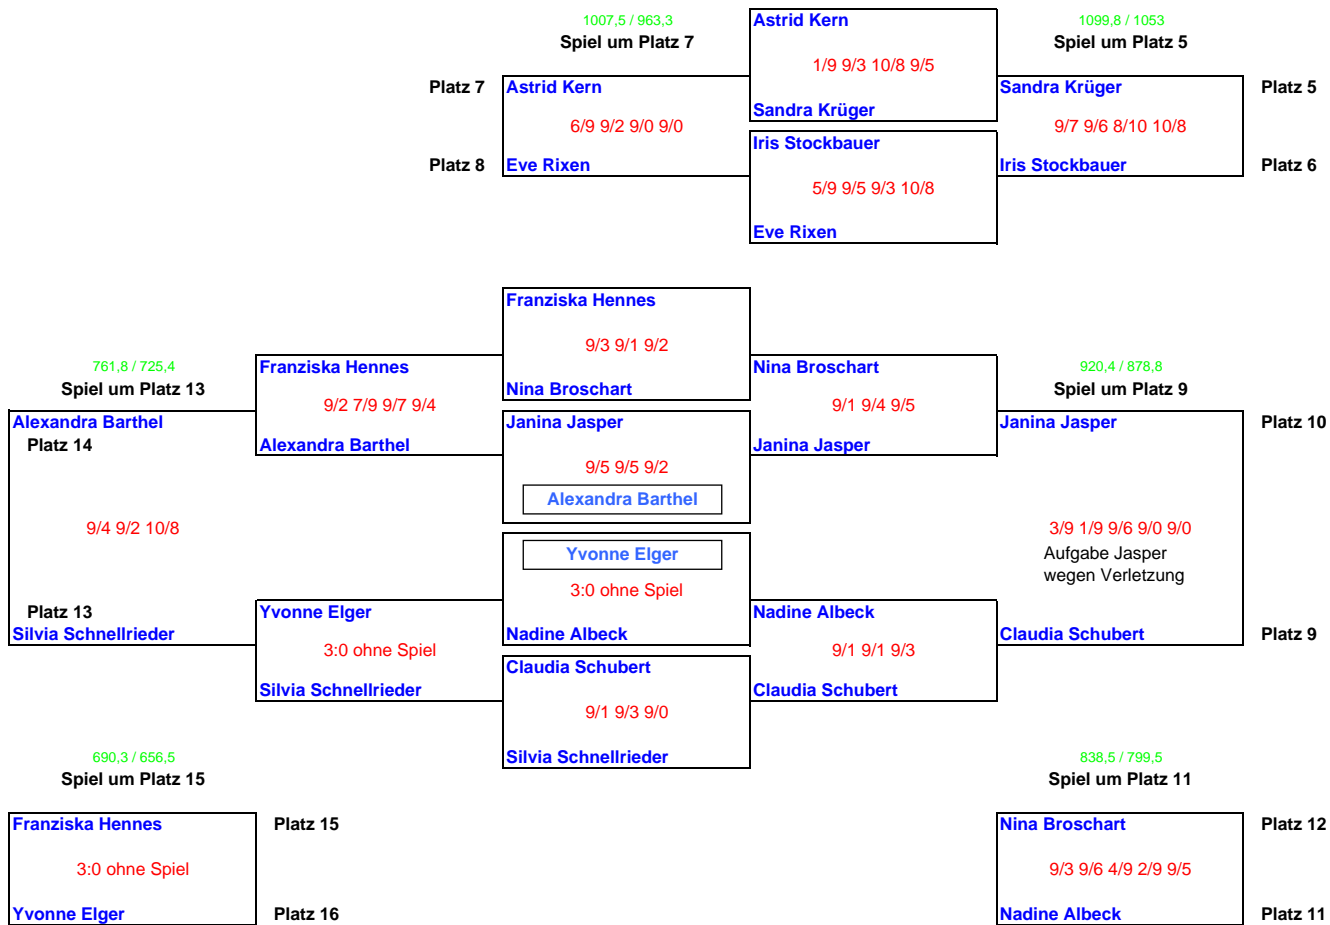 1007,5 / 963,3
Spiel um Platz 7
Astrid Kern
1/9 9/3 10/8 9/5
Sandra Krüger
1099,8 / 1053
Spiel um Platz 5
Platz 7
Astrid Kern
6/9 9/2 9/0 9/0
Platz 8
Eve Rixen
Iris Stockbauer
5/9 9/5 9/3 10/8
Eve Rixen
Sandra Krüger
Platz 5
9/7 9/6 8/10 10/8
Iris Stockbauer
Platz 6
Franziska Hennes
9/3 9/1 9/2
Nina Broschart
761,8 / 725,4
Spiel um Platz 13
Franziska Hennes
9/2 7/9 9/7 9/4
Alexandra Barthel
Nina Broschart
9/1 9/4 9/5
Janina Jasper
920,4 / 878,8
Spiel um Platz 9
Alexandra Barthel
Platz 14
9/4 9/2 10/8
Platz 13
Silvia Schnellrieder
Janina Jasper
9/5 9/5 9/2
Alexandra Barthel
Yvonne Elger
3:0 ohne Spiel
Nadine Albeck
Janina Jasper
Platz 10
3/9 1/9 9/6 9/0 9/0
Aufgabe Jasper
wegen Verletzung
Claudia Schubert
Platz 9
Yvonne Elger
3:0 ohne Spiel
Silvia Schnellrieder
Claudia Schubert
9/1 9/3 9/0
Silvia Schnellrieder
Nadine Albeck
9/1 9/1 9/3
Claudia Schubert
690,3 / 656,5
Spiel um Platz 15
Franziska Hennes
Platz 15
3:0 ohne Spiel
Yvonne Elger
Platz 16
838,5 / 799,5
Spiel um Platz 11
Nina Broschart
Platz 12
9/3 9/6 4/9 2/9 9/5
Nadine Albeck
Platz 11